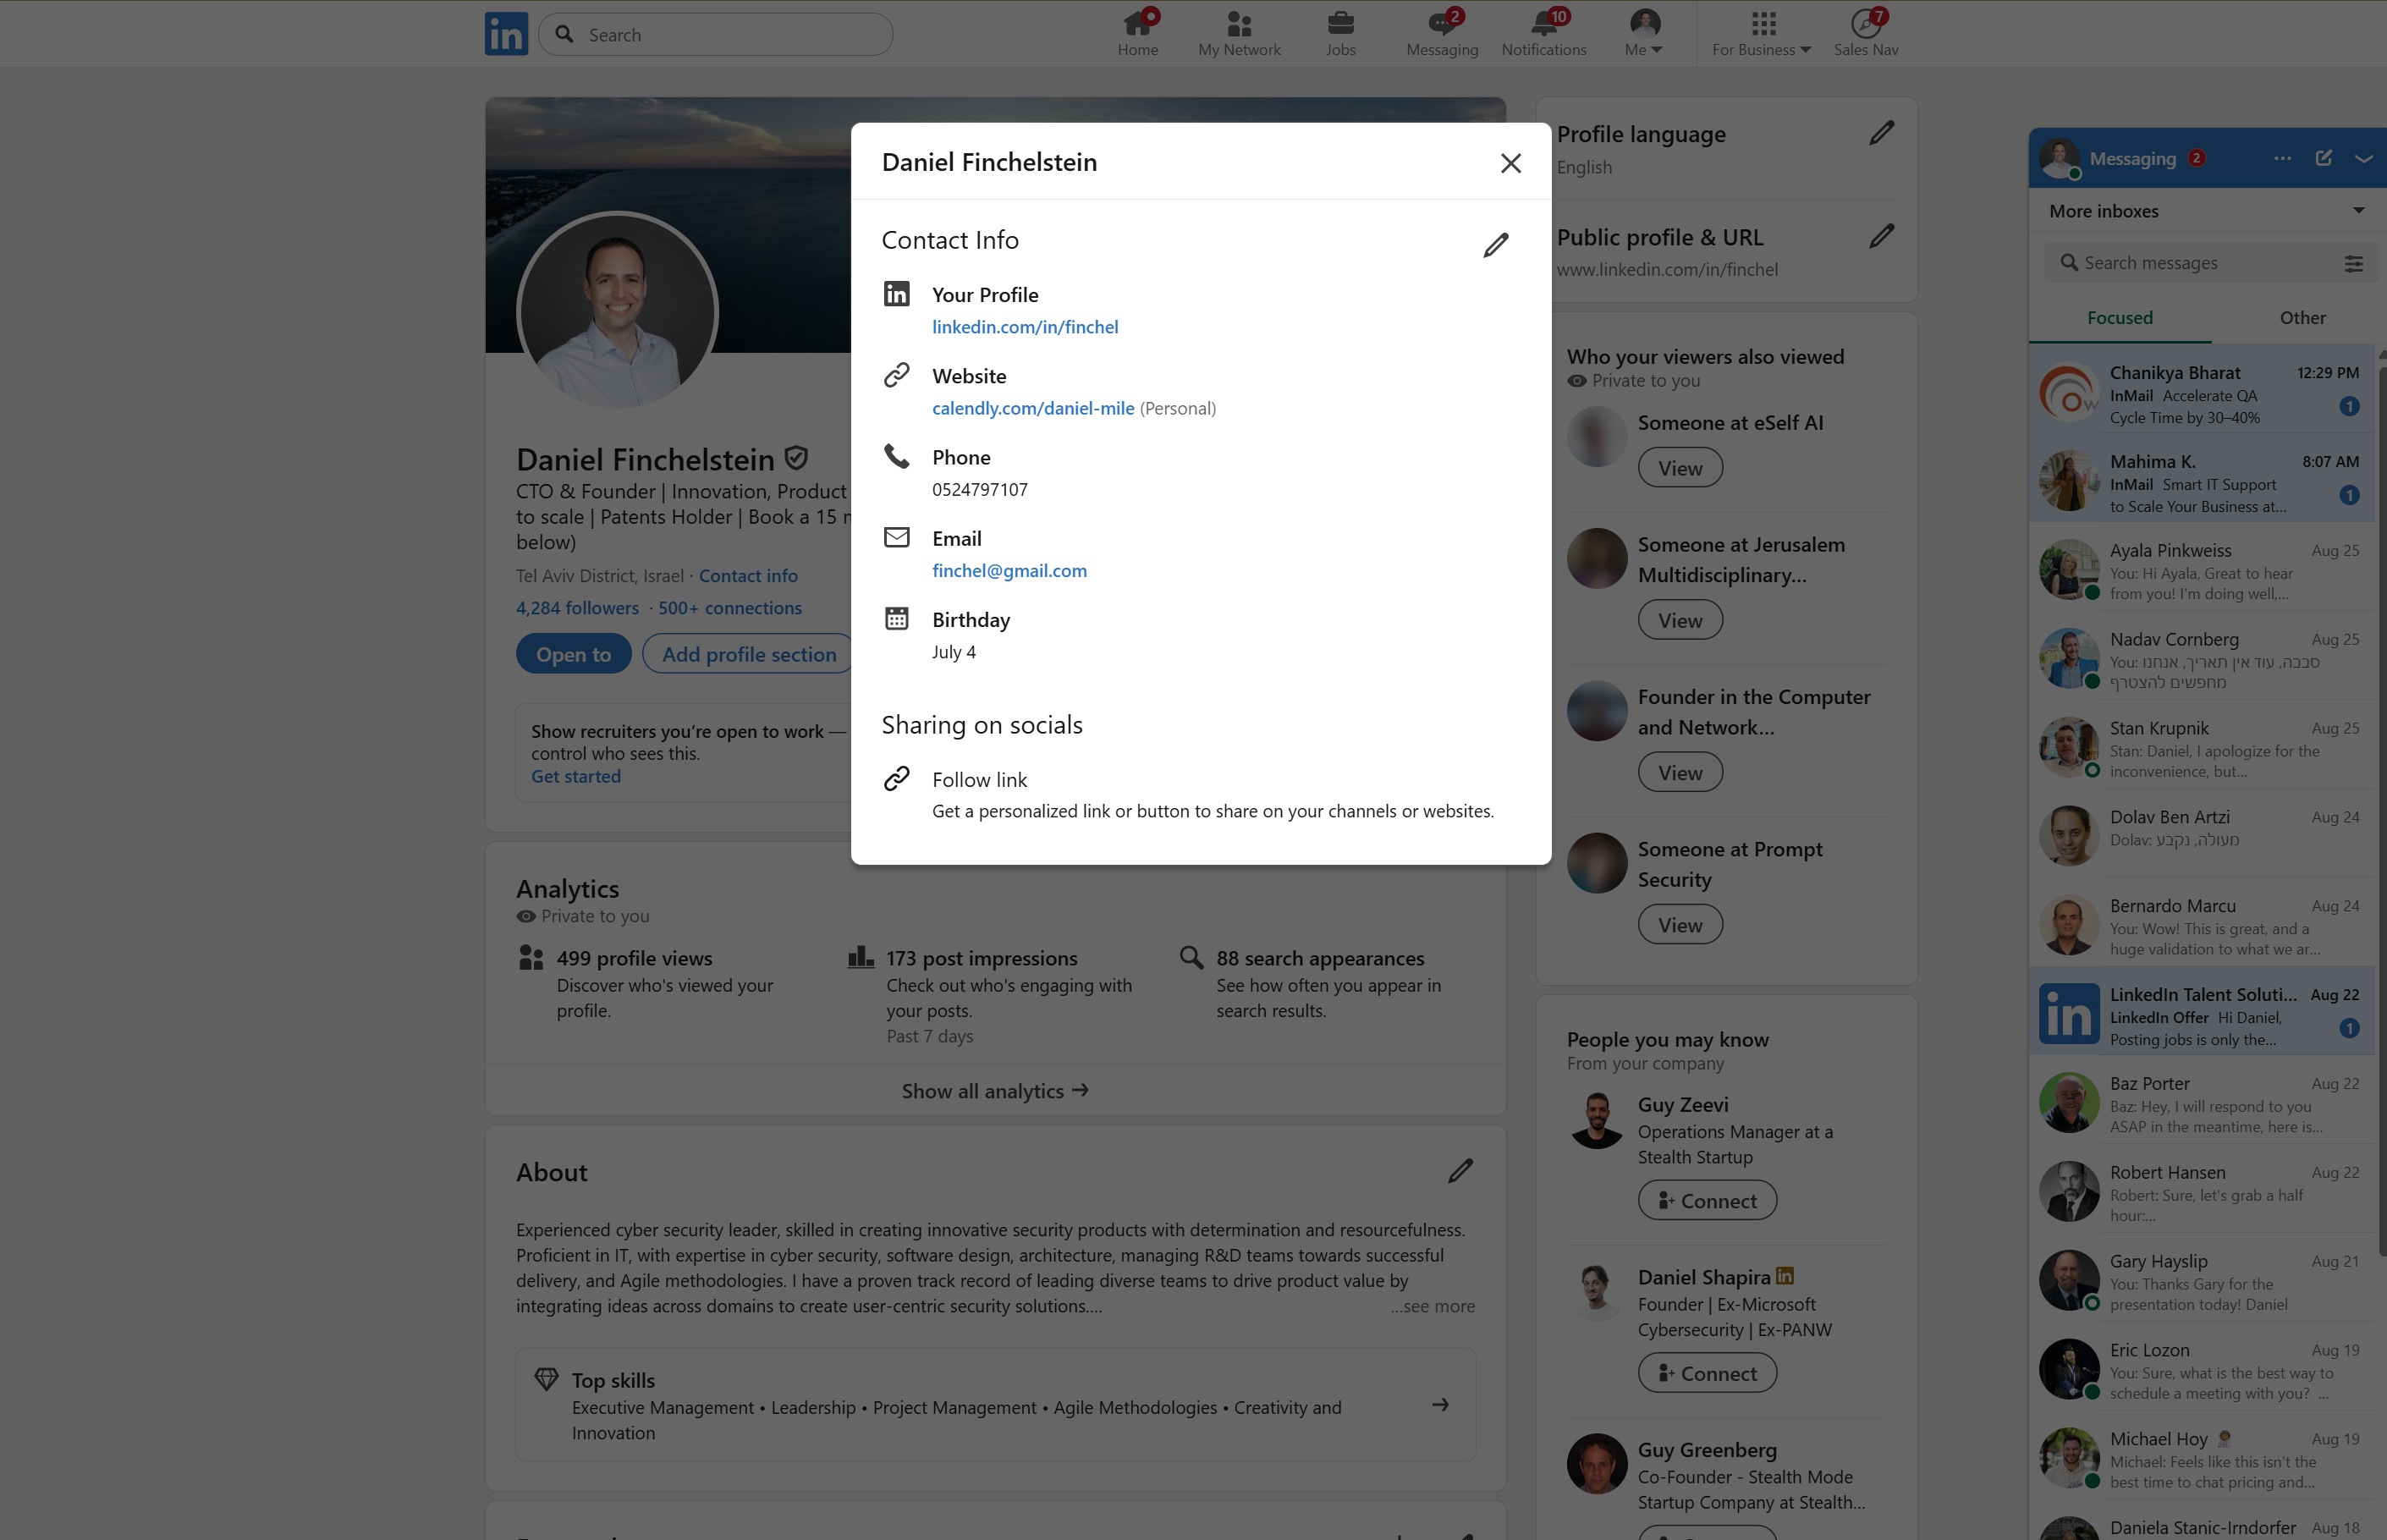 in
Search
Home
My Network
Jobs
2
Messaging
10
Notifications
Me
For Business
7
Sales Nav
Daniel Finchelstein
Contact Info
in
Your Profile
linkedin.com/in/finchel
Website
calendly.com/daniel-mile (Personal)
Phone
0524797107
Email
finchel@gmail.com
Birthday
July 4
Sharing on socials
Follow link
Get a personalized link or button to share on your channels or websites.
Daniel Finchelstein
CTO & Founder | Innovation, Product
to scale | Patents Holder | Book a 15
below)
Tel Aviv District, Israel · Contact info
4,284 followers · 500+ connections
Open to
Add profile section
Show recruiters you’re open to work —
control who sees this.
Get started
Analytics
Private to you
499 profile views
Discover who's viewed your
profile.
173 post impressions
Check out who's engaging with
your posts.
Past 7 days
88 search appearances
See how often you appear in
search results.
Show all analytics →
About
Experienced cyber security leader, skilled in creating innovative security products with determination and resourcefulness.
Proficient in IT, with expertise in cyber security, software design, architecture, managing R&D teams towards successful
delivery, and Agile methodologies. I have a proven track record of leading diverse teams to drive product value by
integrating ideas across domains to create user-centric security solutions....
...see more
Top skills
Executive Management • Leadership • Project Management • Agile Methodologies • Creativity and
Innovation
Profile language
English
Public profile & URL
www.linkedin.com/in/finchel
Who your viewers also viewed
Private to you
Someone at eSelf AI
View
Someone at Jerusalem
Multidisciplinary...
View
Founder in the Computer
and Network...
View
Someone at Prompt
Security
View
People you may know
From your company
Guy Zeevi
Operations Manager at a
Stealth Startup
Connect
Daniel Shapira in
Founder | Ex-Microsoft
Cybersecurity | Ex-PANW
Connect
Guy Greenberg
Co-Founder - Stealth Mode
Startup Company at Stealth...
Messaging 2
More inboxes
Search messages
Focused
Other
Chanikya Bharat 12:29 PM
InMail Accelerate QA
Cycle Time by 30–40%
1
Mahima K. 8:07 AM
InMail Smart IT Support
to Scale Your Business at...
1
Ayala Pinkweiss Aug 25
You: Hi Ayala, Great to hear
from you! I'm doing well,...
Nadav Cornberg Aug 25
You: סבבה, עוד אין תאריך, אנחנו
מחפשים להצטרף
Stan Krupnik Aug 25
Stan: Daniel, I apologize for the
inconvenience, but...
Dolav Ben Artzi Aug 24
Dolav: מעולה, נקבע
Bernardo Marcu Aug 24
You: Wow! This is great, and a
huge validation to what we ar...
in
LinkedIn Talent Soluti... Aug 22
LinkedIn Offer Hi Daniel,
Posting jobs is only the...
1
Baz Porter Aug 22
Baz: Hey, I will respond to you
ASAP in the meantime, here is...
Robert Hansen Aug 22
Robert: Sure, let's grab a half
hour:...
Gary Hayslip Aug 21
You: Thanks Gary for the
presentation today! Daniel
Eric Lozon Aug 19
You: Sure, what is the best way to
schedule a meeting with you? ...
Michael Hoy Aug 19
Michael: Feels like this isn't the
best time to chat pricing and...
Daniela Stanic-Irndorfer Aug 18